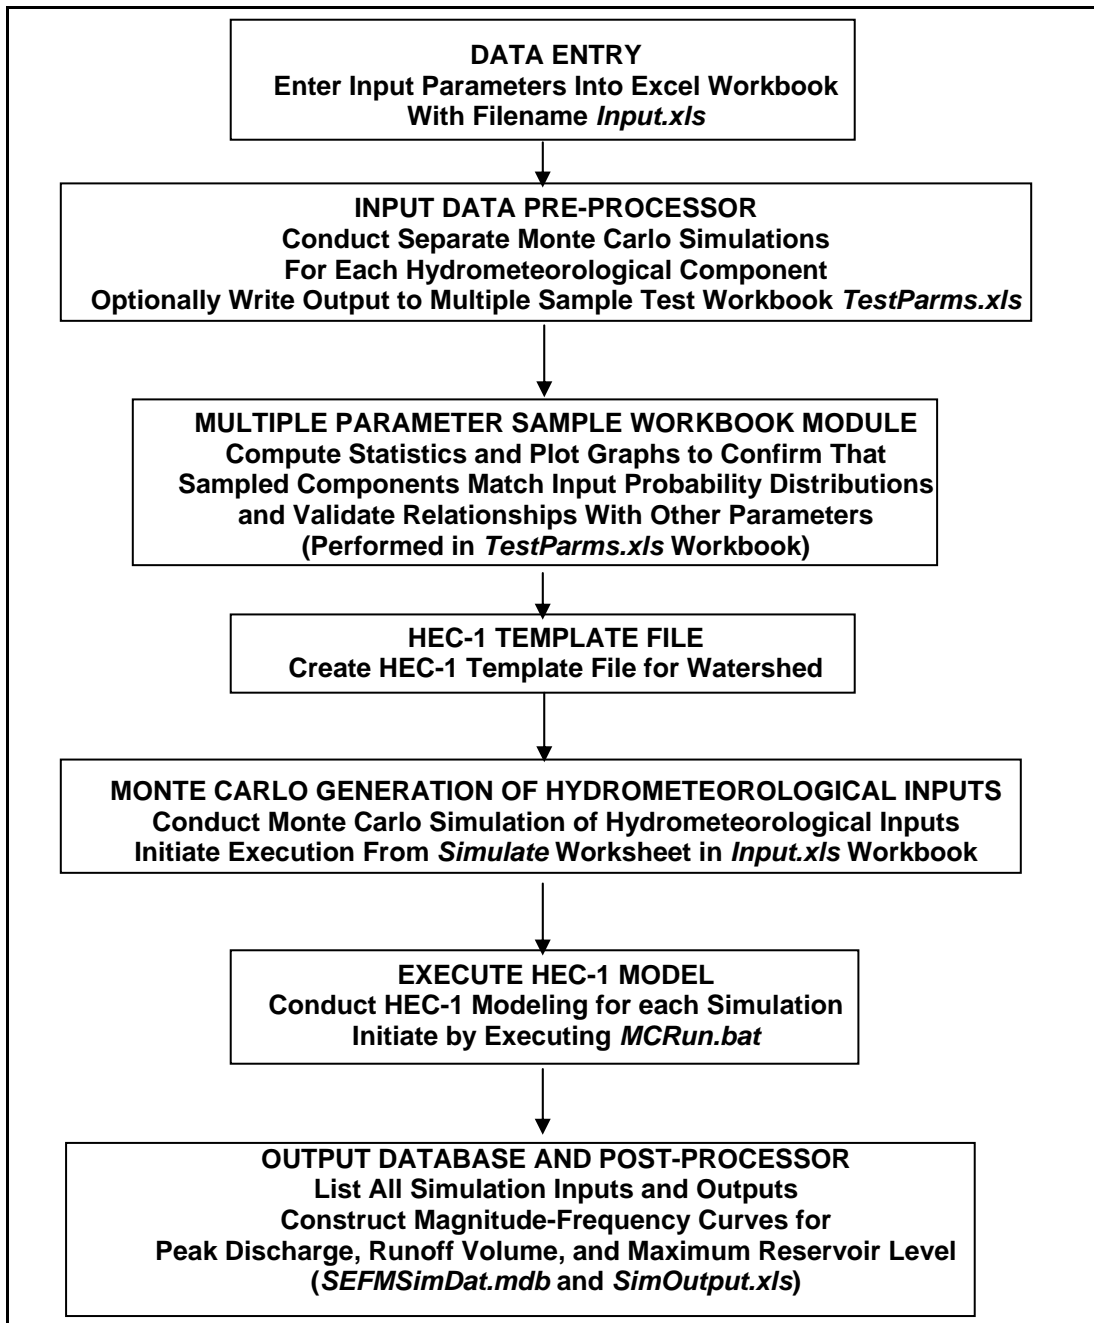 DATA ENTRY
Enter Input Parameters Into Excel Workbook
With Filename Input.xls
INPUT DATA PRE-PROCESSOR
Conduct Separate Monte Carlo Simulations
For Each Hydrometeorological Component
Optionally Write Output to Multiple Sample Test Workbook TestParms.xls
MULTIPLE PARAMETER SAMPLE WORKBOOK MODULE
Compute Statistics and Plot Graphs to Confirm That
Sampled Components Match Input Probability Distributions
and Validate Relationships With Other Parameters
(Performed in TestParms.xls Workbook)
HEC-1 TEMPLATE FILE
Create HEC-1 Template File for Watershed
MONTE CARLO GENERATION OF HYDROMETEOROLOGICAL INPUTS
Conduct Monte Carlo Simulation of Hydrometeorological Inputs
Initiate Execution From Simulate Worksheet in Input.xls Workbook
EXECUTE HEC-1 MODEL
Conduct HEC-1 Modeling for each Simulation
Initiate by Executing MCRun.bat
OUTPUT DATABASE AND POST-PROCESSOR
List All Simulation Inputs and Outputs
Construct Magnitude-Frequency Curves for
Peak Discharge, Runoff Volume, and Maximum Reservoir Level
(SEFMSimDat.mdb and SimOutput.xls)